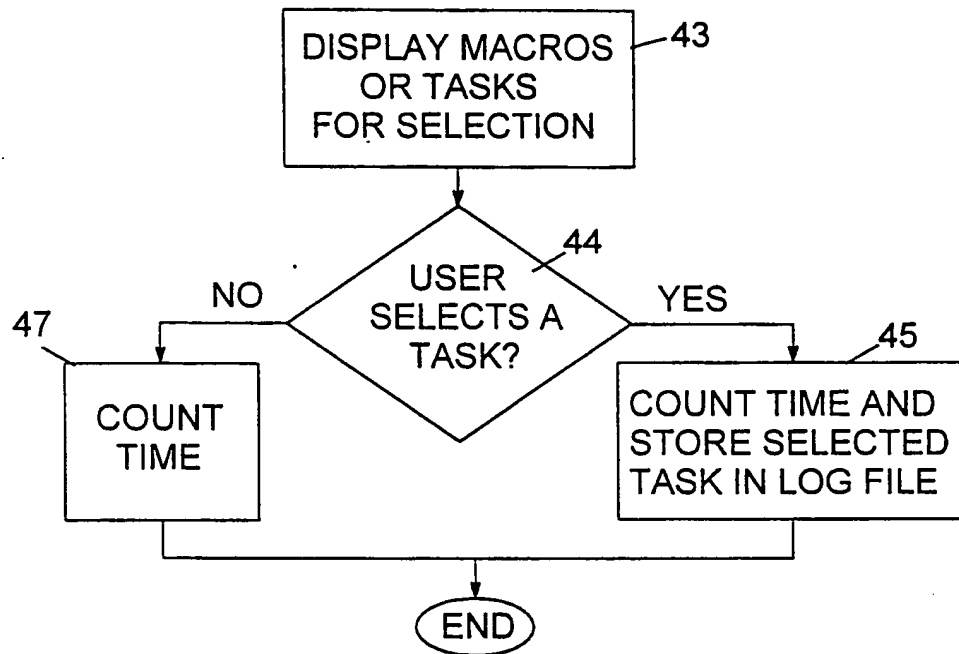 DISPLAY MACROS
OR TASKS
FOR SELECTION
43
44
USER
SELECTS A
TASK?
NO
YES
47
COUNT
TIME
45
COUNT TIME AND
STORE SELECTED
TASK IN LOG FILE
END